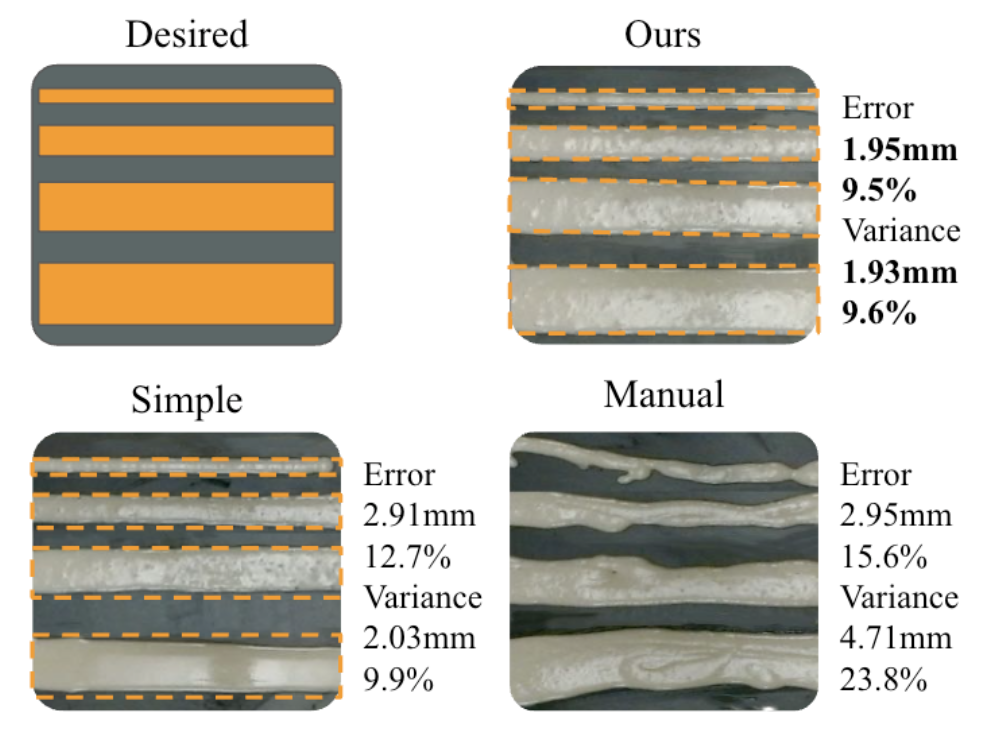 Desired
Ours
Error
1.95mm
9.5%
Variance
1.93mm
9.6%
Simple
Error
2.91mm
12.7%
Variance
2.03mm
9.9%
Manual
Error
2.95mm
15.6%
Variance
4.71mm
23.8%